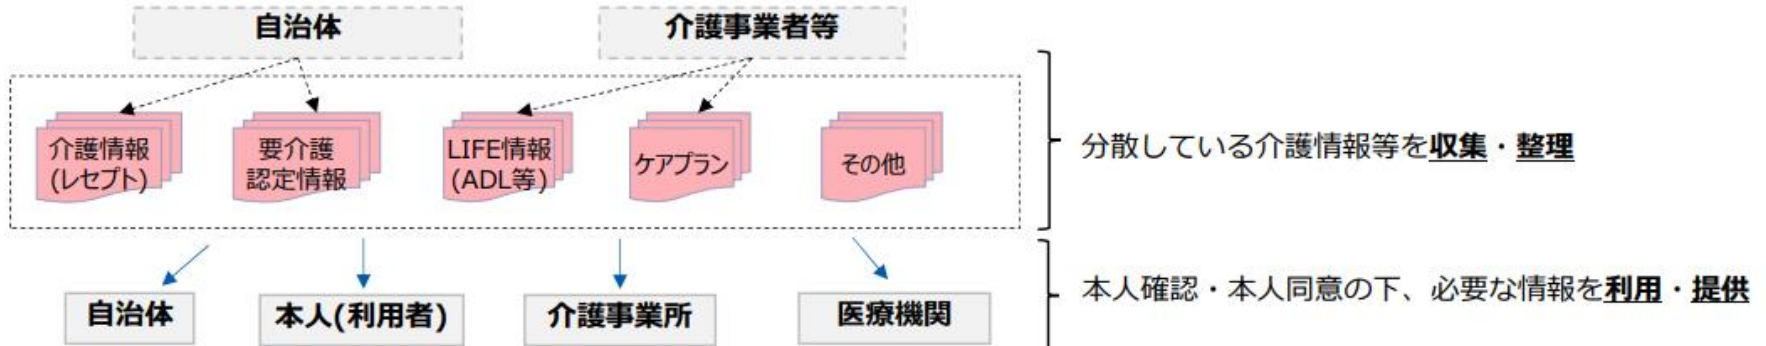 自治体
介護事業者等
介護情報
(レセプト)
要介護
認定情報
LIFE情報
(ADL等)
ケアプラン
その他
分散している介護情報等を収集・整理
自治体
本人(利用者)
介護事業所
医療機関
本人確認・本人同意の下、必要な情報を利用・提供